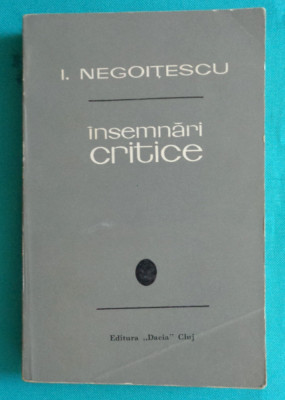 I. NEGOIȚESCU
însemnări
critice
Editura „Dacia" Cluj